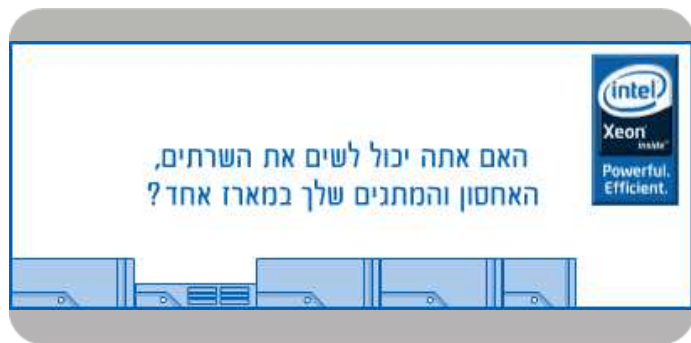 האם אתה יכול לשים את השרתים,
האחסון והמתגים שלך במארז אחד?
intel
Xeon
inside
Powerful.
Efficient.